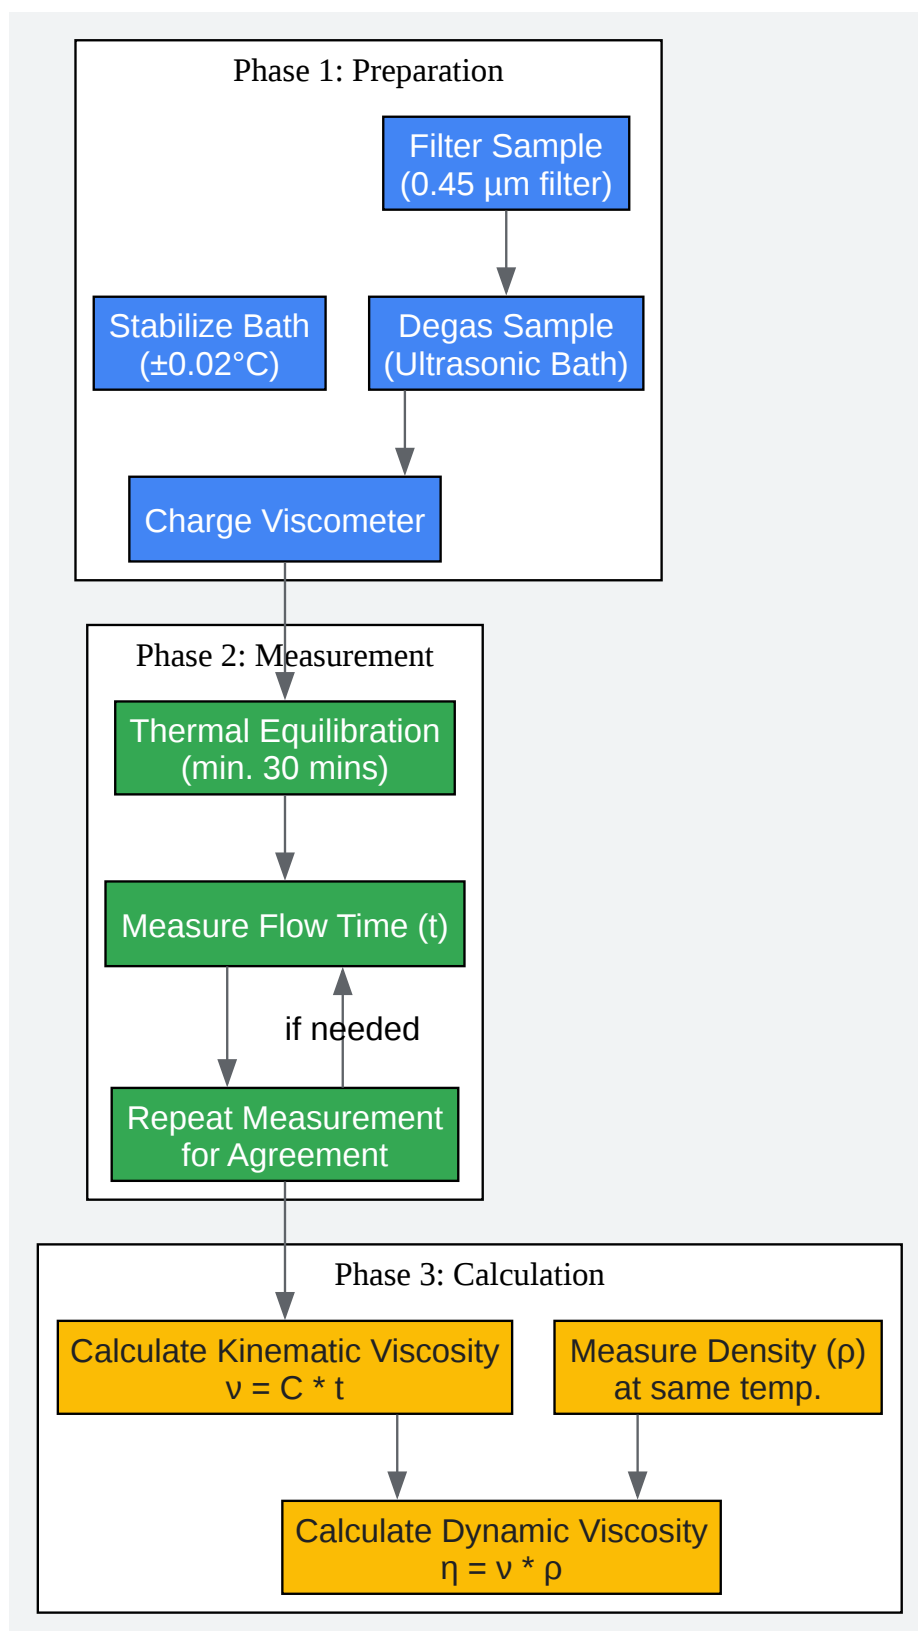 Phase 1: Preparation
Filter Sample
(0.45 µm filter)
Stabilize Bath
(±0.02°C)
Degas Sample
(Ultrasonic Bath)
Charge Viscometer
Phase 2: Measurement
Thermal Equilibration
(min. 30 mins)
Measure Flow Time (t)
if needed
Repeat Measurement
for Agreement
Phase 3: Calculation
Calculate Kinematic Viscosity
ν = C * t
Measure Density (ρ)
at same temp.
Calculate Dynamic Viscosity
η = ν * ρ